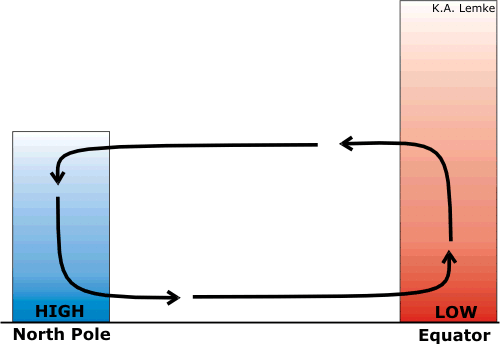 K.A. Lemke
HIGH
LOW
North Pole
Equator